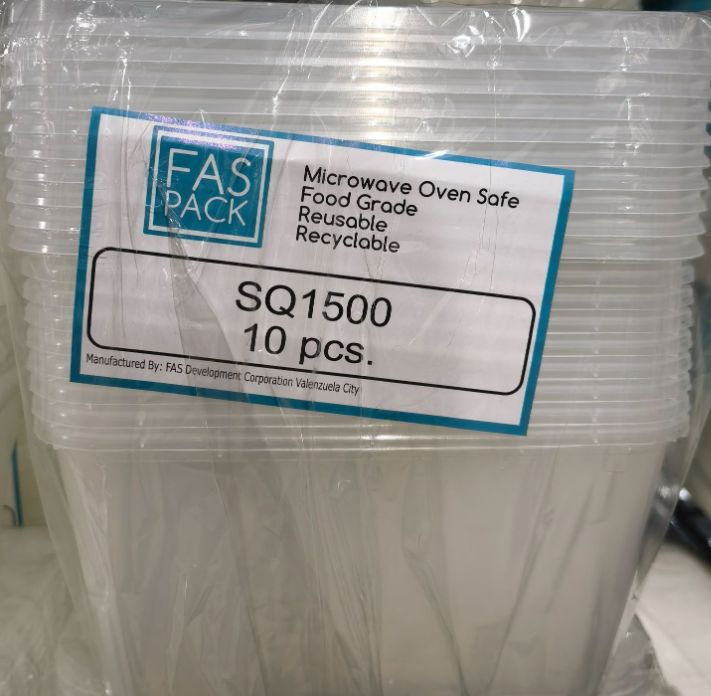 FAS
PACK
Microwave Oven Safe
Food Grade
Reusable
Recyclable
SQ1500
10 pcs.
Manufactured By: FAS Development Corporation Valenzuela City